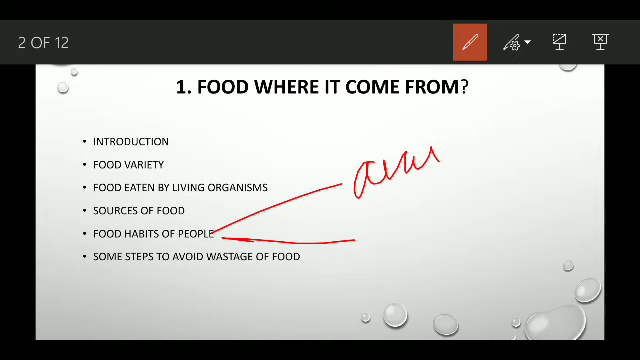 2 OF 12
1. FOOD WHERE IT COME FROM?
• INTRODUCTION
• FOOD VARIETY
• FOOD EATEN BY LIVING ORGANISMS
• SOURCES OF FOOD
• FOOD HABITS OF PEOPLE
• SOME STEPS TO AVOID WASTAGE OF FOOD